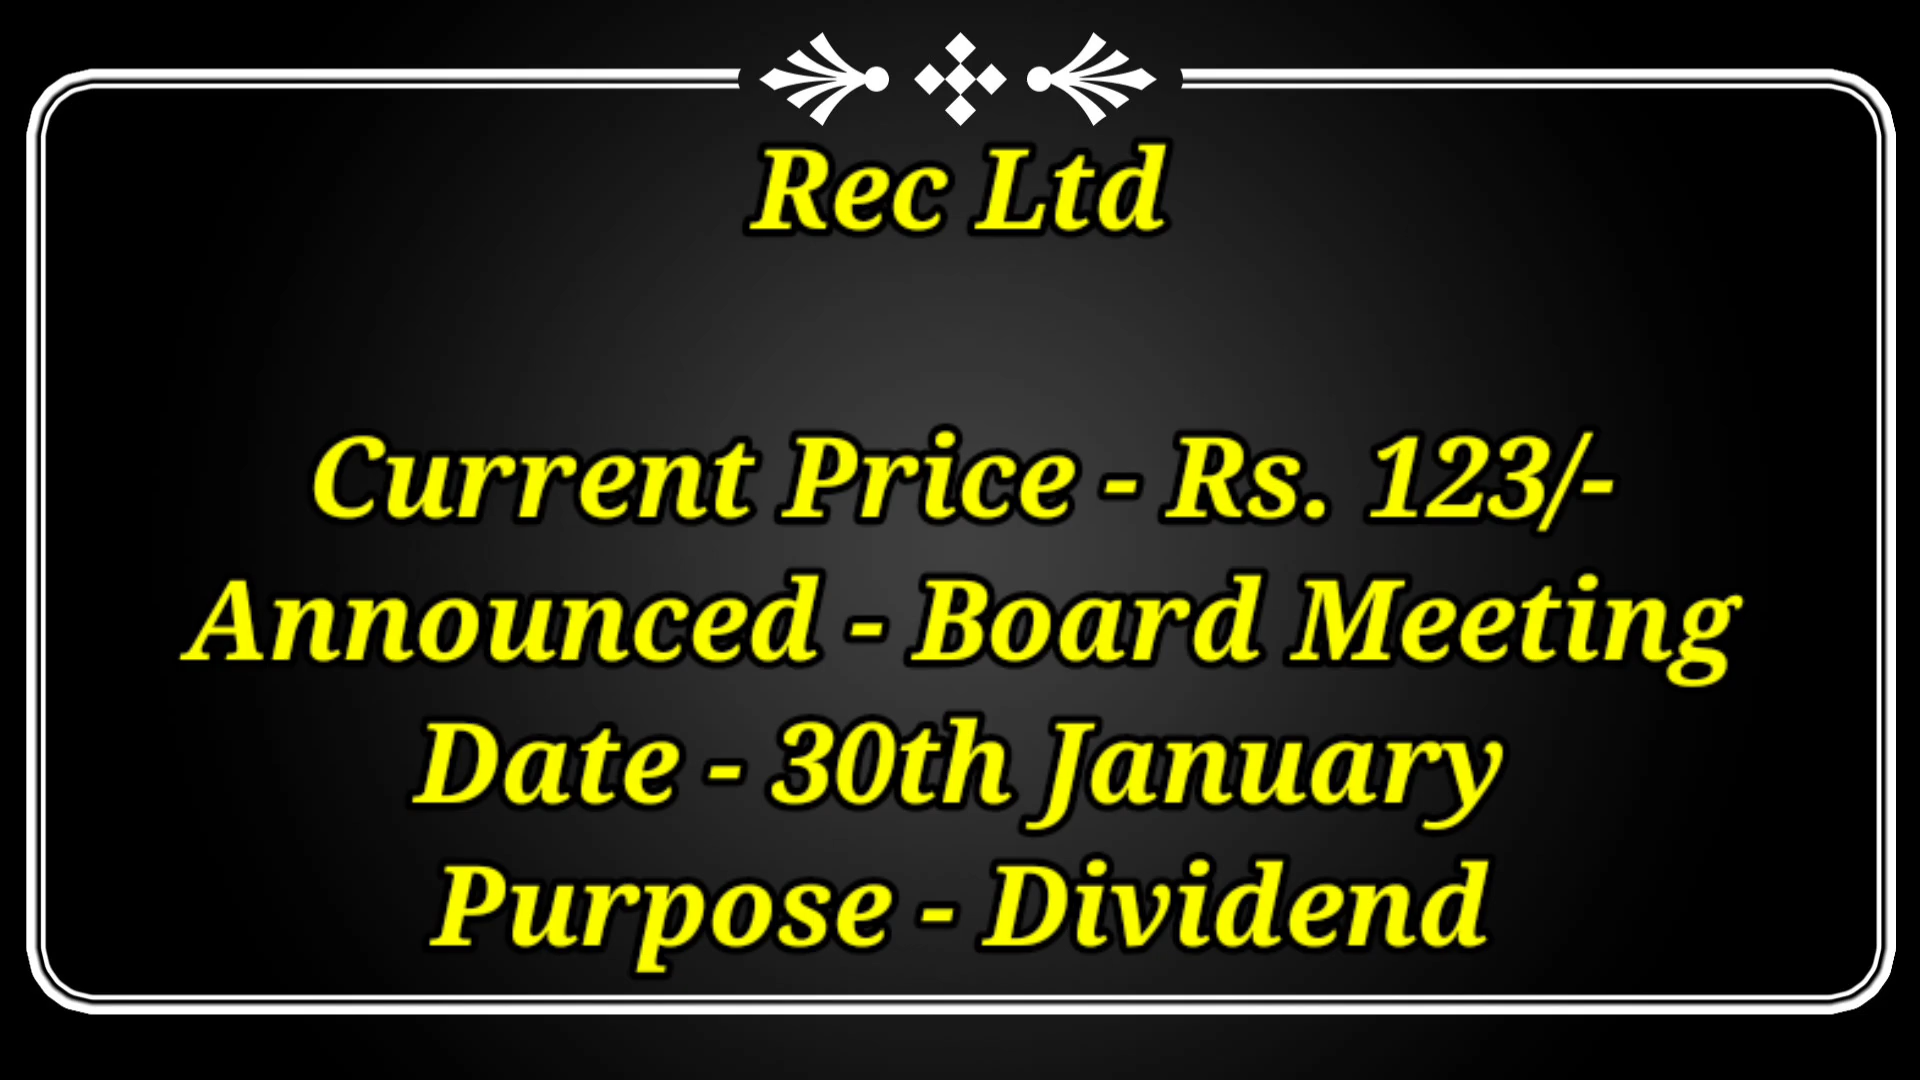 Rec Ltd
Current Price - Rs. 123/-
Announced - Board Meeting
Date - 30th January
Purpose - Dividend